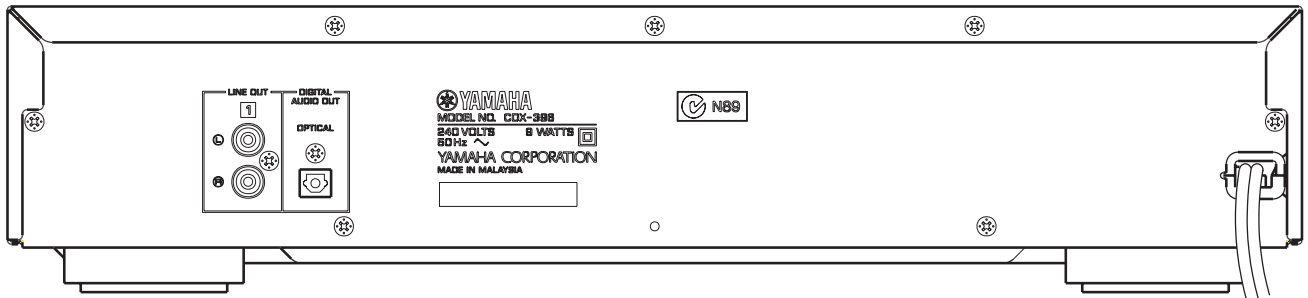 LINE OUT
1
L
R
DIGITAL
AUDIO OUT
OPTICAL
YAMAHA
MODEL NO. CDX-396
240 VOLTS 9 WATTS
50Hz ~
YAMAHA CORPORATION
MADE IN MALAYSIA
N89